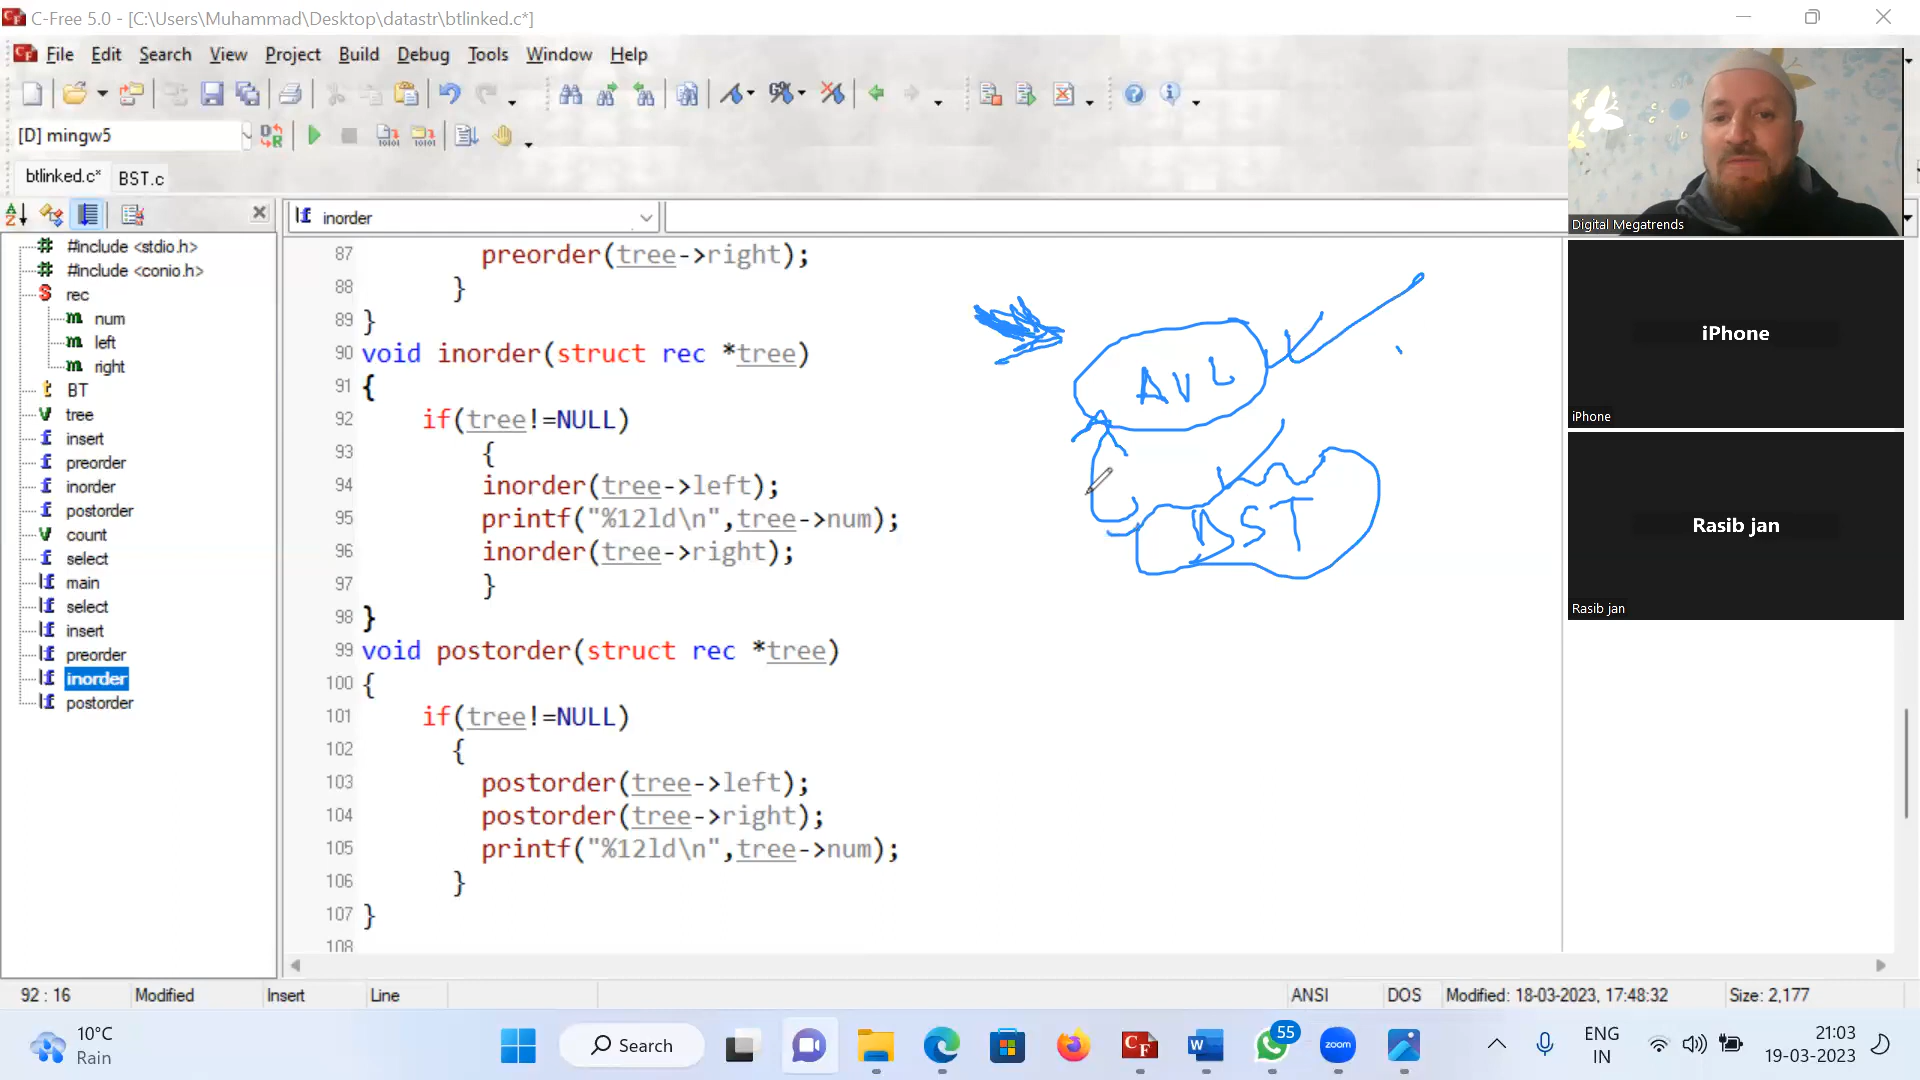 C-Free 5.0 - [C:\Users\Muhammad\Desktop\datastr\btlinked.c*]
File Edit Search View Project Build Debug Tools Window Help
[D] mingw5
btlinked.c* BST.c
inorder
#include <stdio.h>
#include <conio.h>
rec
num
left
right
BT
tree
insert
preorder
inorder
postorder
count
select
main
select
insert
preorder
inorder
postorder
87 preorder(tree->right);
88 }
89 }
90 void inorder(struct rec *tree)
91 {
92 if(tree!=NULL)
93 {
94 inorder(tree->left);
95 printf("%12ld\n",tree->num);
96 inorder(tree->right);
97 }
98 }
99 void postorder(struct rec *tree)
100 {
101 if(tree!=NULL)
102 {
103 postorder(tree->left);
104 postorder(tree->right);
105 printf("%12ld\n",tree->num);
106 }
107 }
108
AVL
BST
Digital Megatrends
iPhone
iPhone
Rasib jan
Rasib jan
92 : 16 Modified Insert Line ANSI DOS Modified: 18-03-2023, 17:48:32 Size: 2,177
10°C
Rain
Search
55
zoom
ENG
IN
21:03
19-03-2023